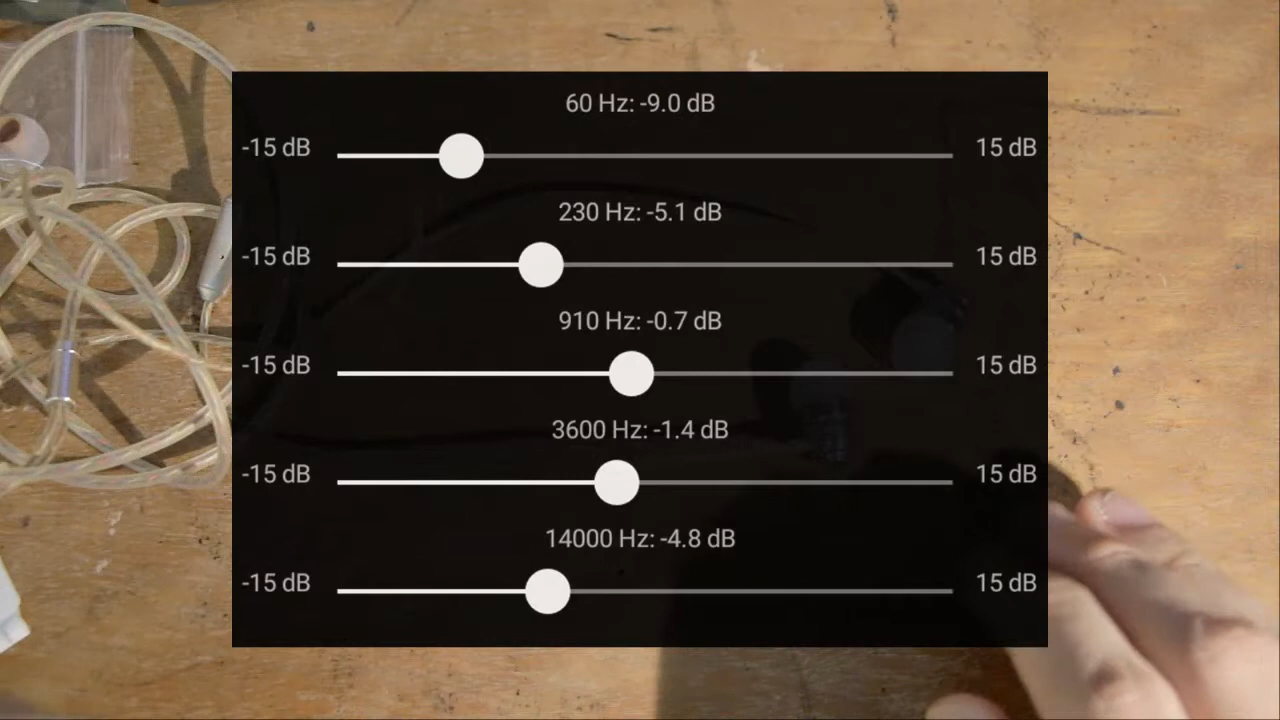 60 Hz: -9.0 dB
-15 dB 15 dB
230 Hz: -5.1 dB
-15 dB 15 dB
910 Hz: -0.7 dB
-15 dB 15 dB
3600 Hz: -1.4 dB
-15 dB 15 dB
14000 Hz: -4.8 dB
-15 dB 15 dB